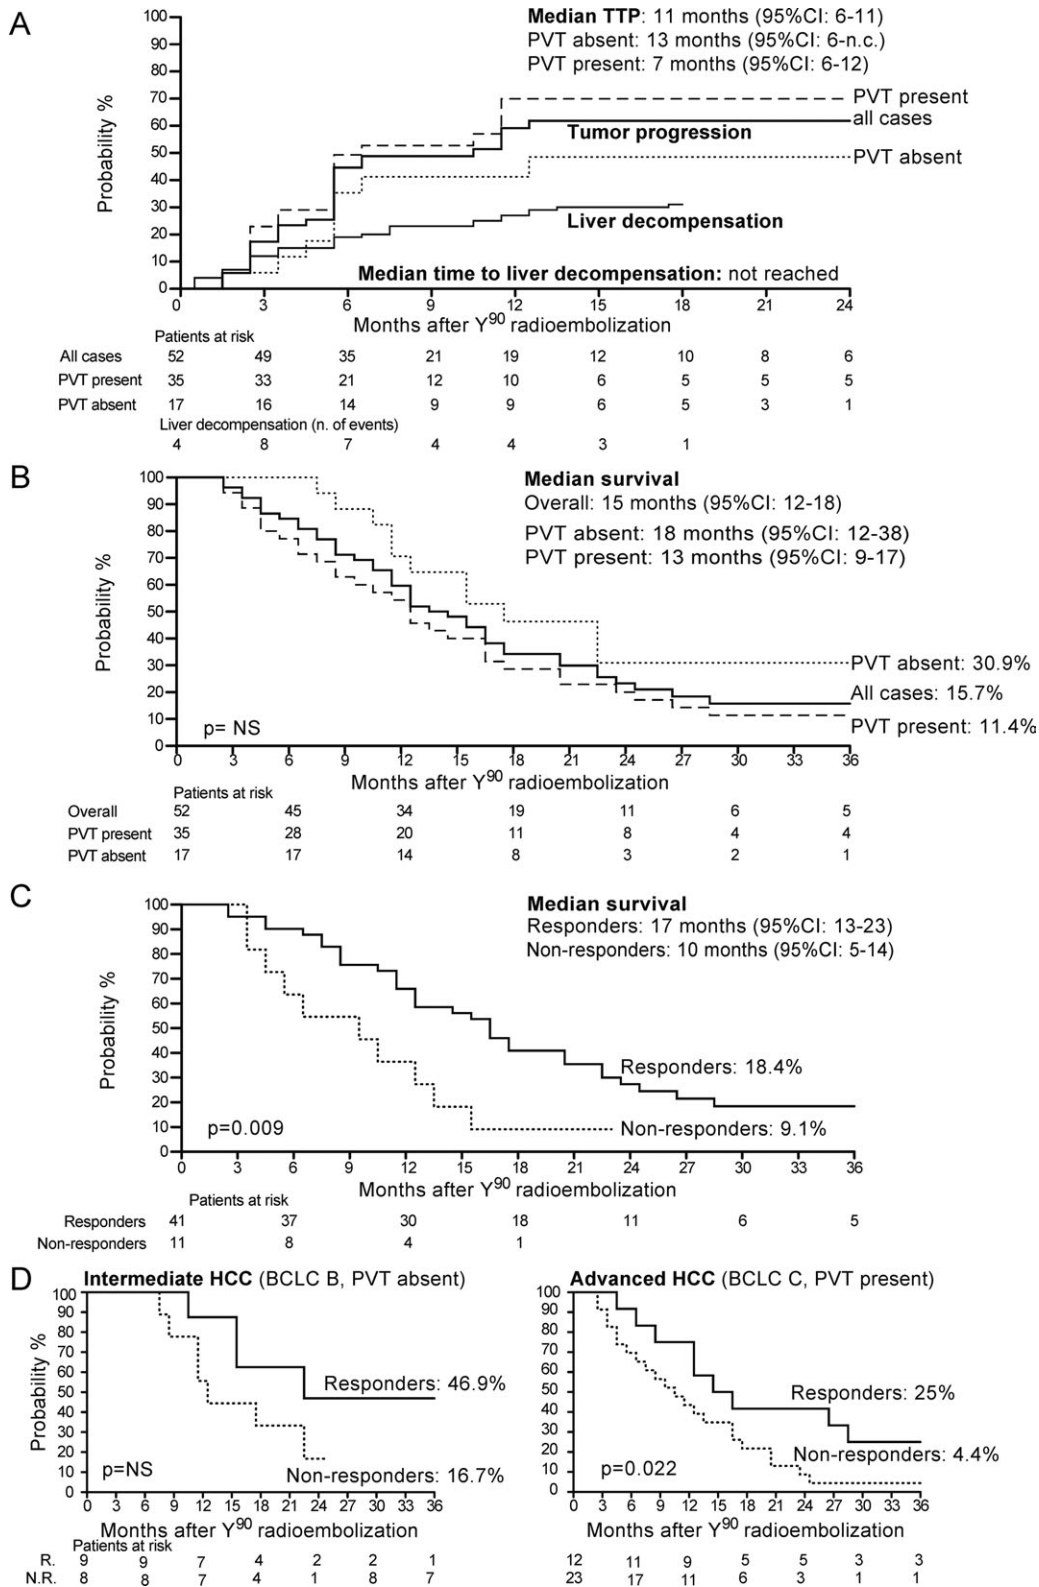 A
Median TTP: 11 months (95%CI: 6-11)
PVT absent: 13 months (95%CI: 6-n.c.)
PVT present: 7 months (95%CI: 6-12)
Probability %
100
90
80
70
60
50
40
30
20
10
0
PVT present
all cases
Tumor progression
PVT absent
Liver decompensation
Median time to liver decompensation: not reached
0 3 6 9 12 15 18 21 24
Months after Y90 radioembolization
Patients at risk
All cases 52 49 35 21 19 12 10 8 6
PVT present 35 33 21 12 10 6 5 5 5
PVT absent 17 16 14 9 9 6 5 3 1
Liver decompensation (n. of events)
4 8 7 4 4 3 1
B
Median survival
Overall: 15 months (95%CI: 12-18)
PVT absent: 18 months (95%CI: 12-38)
PVT present: 13 months (95%CI: 9-17)
Probability %
100
90
80
70
60
50
40
30
20
10
0
PVT absent: 30.9%
All cases: 15.7%
PVT present: 11.4%
p= NS
0 3 6 9 12 15 18 21 24 27 30 33 36
Months after Y90 radioembolization
Patients at risk
Overall 52 45 34 19 11 6 5
PVT present 35 28 20 11 8 4 4
PVT absent 17 17 14 8 3 2 1
C
Median survival
Responders: 17 months (95%CI: 13-23)
Non-responders: 10 months (95%CI: 5-14)
Probability %
100
90
80
70
60
50
40
30
20
10
0
Responders: 18.4%
Non-responders: 9.1%
p=0.009
0 3 6 9 12 15 18 21 24 27 30 33 36
Months after Y90 radioembolization
Patients at risk
Responders 41 37 30 18 11 6 5
Non-responders 11 8 4 1
D
Intermediate HCC (BCLC B, PVT absent)
Probability %
100
90
80
70
60
50
40
30
20
10
0
Responders: 46.9%
Non-responders: 16.7%
p=NS
0 3 6 9 12 15 18 21 24 27 30 33 36
Months after Y90 radioembolization
Patients at risk
R. 9 9 7 4 2 2 1
N.R. 8 8 7 4 1 8 7
Advanced HCC (BCLC C, PVT present)
100
90
80
70
60
50
40
30
20
10
0
Responders: 25%
Non-responders: 4.4%
p=0.022
0 3 6 9 12 15 18 21 24 27 30 33 36
Months after Y90 radioembolization
12 11 9 5 5 3 3
23 17 11 6 3 1 1